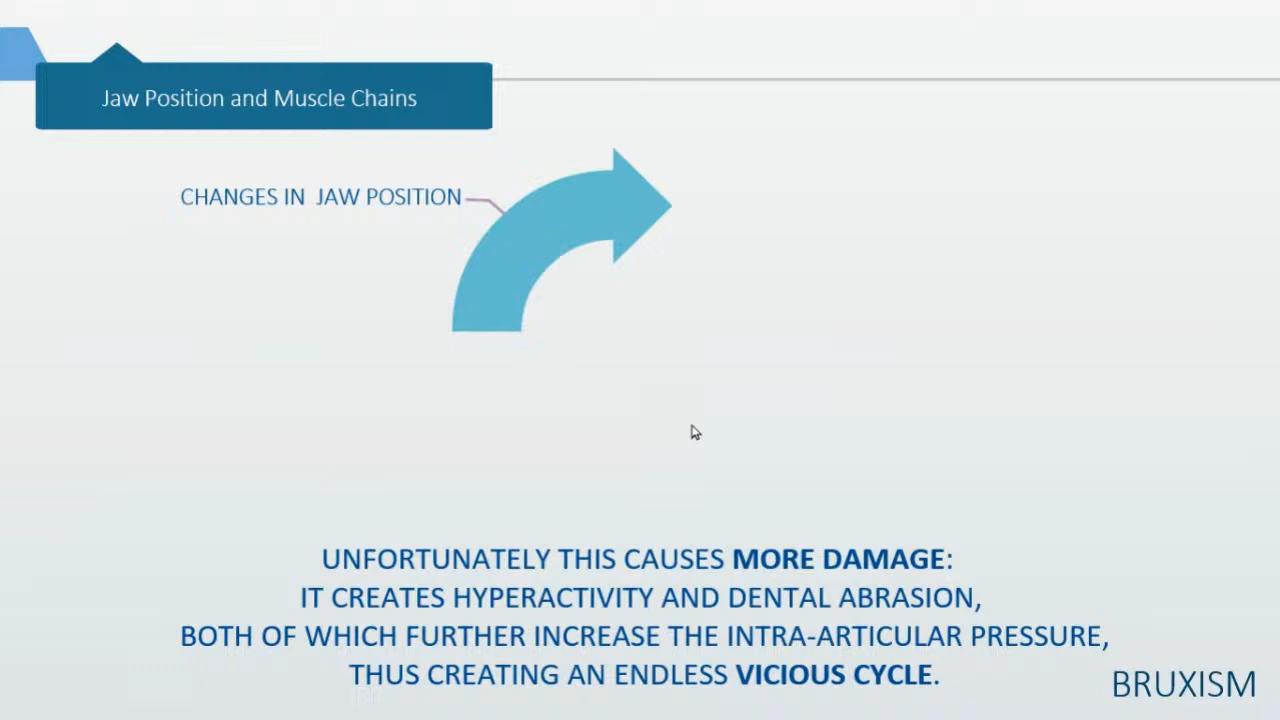 Jaw Position and Muscle Chains
CHANGES IN JAW POSITION
UNFORTUNATELY THIS CAUSES MORE DAMAGE:
IT CREATES HYPERACTIVITY AND DENTAL ABRASION,
BOTH OF WHICH FURTHER INCREASE THE INTRA-ARTICULAR PRESSURE,
THUS CREATING AN ENDLESS VICIOUS CYCLE.
BRUXISM